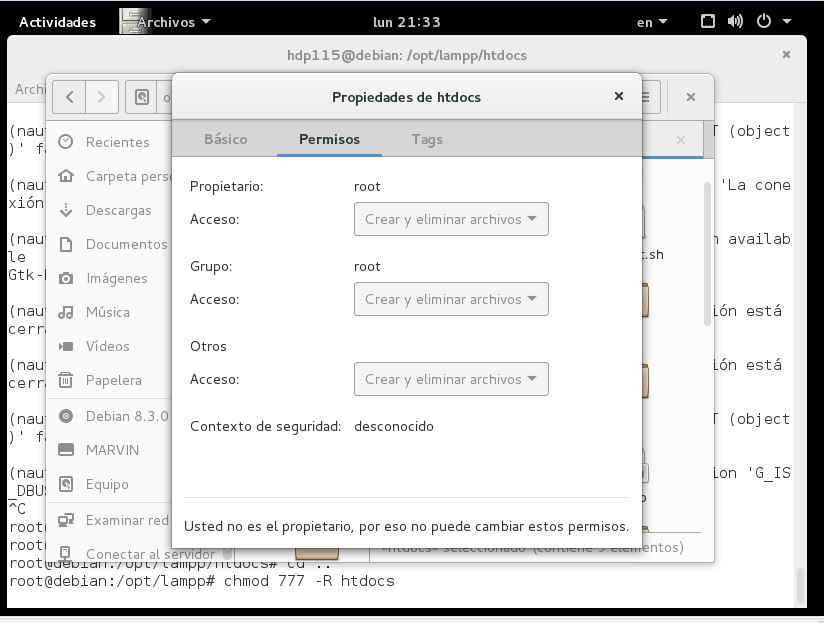 Actividades Archivos lun 21:33 en
hdp115@debian: /opt/lampp/htdocs
Archi
Propiedades de htdocs
Básico Permisos Tags
Propietario: root
Acceso: Crear y eliminar archivos
Grupo: root
Acceso: Crear y eliminar archivos
Otros
Acceso: Crear y eliminar archivos
Contexto de seguridad: desconocido
Usted no es el propietario, por eso no puede cambiar estos permisos.
Recientes
Carpeta perso
Descargas
Documentos
Imágenes
Música
Vídeos
Papelera
Debian 8.3.0
MARVIN
Equipo
Examinar red
Conectar al servidor
t.sh
«htdocs» seleccionado (contiene 9 elementos)
(nau T (object
)' fa
(nau 'La cone
xión
(nau n availab
le
Gtk-
(nau ión está
cerra
(nau ión está
cerra
(nau T (object
)' fa
(nau ion 'G_IS
_DBUS
^C
root
root
root@debian:/opt/lampp/htdocs# cd ..
root@debian:/opt/lampp# chmod 777 -R htdocs